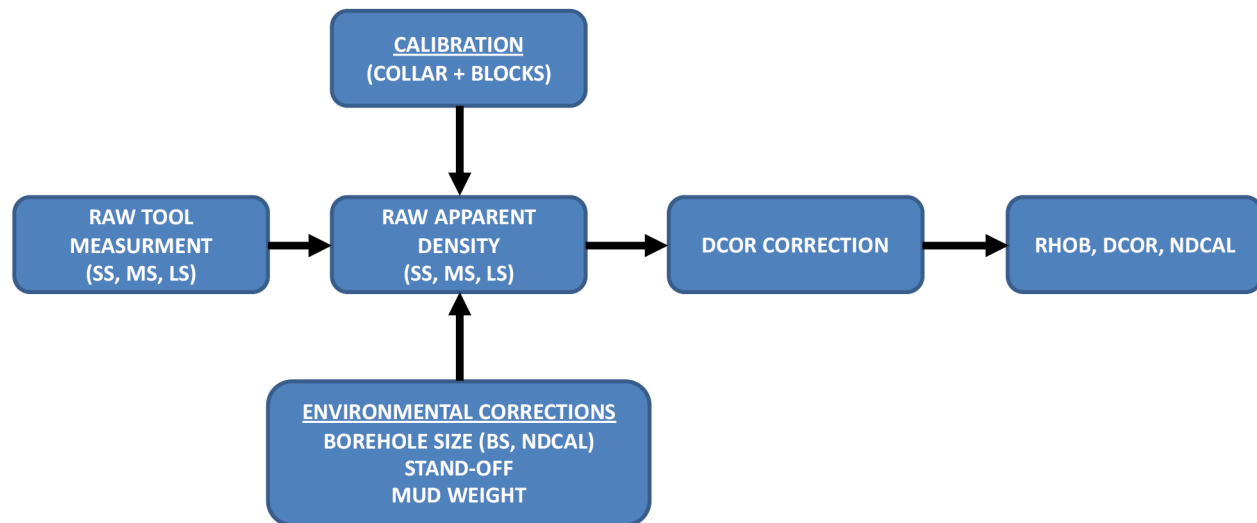 CALIBRATION
(COLLAR + BLOCKS)
RAW TOOL
MEASURMENT
(SS, MS, LS)
RAW APPARENT
DENSITY
(SS, MS, LS)
DCOR CORRECTION
RHOB, DCOR, NDCAL
ENVIRONMENTAL CORRECTIONS
BOREHOLE SIZE (BS, NDCAL)
STAND-OFF
MUD WEIGHT